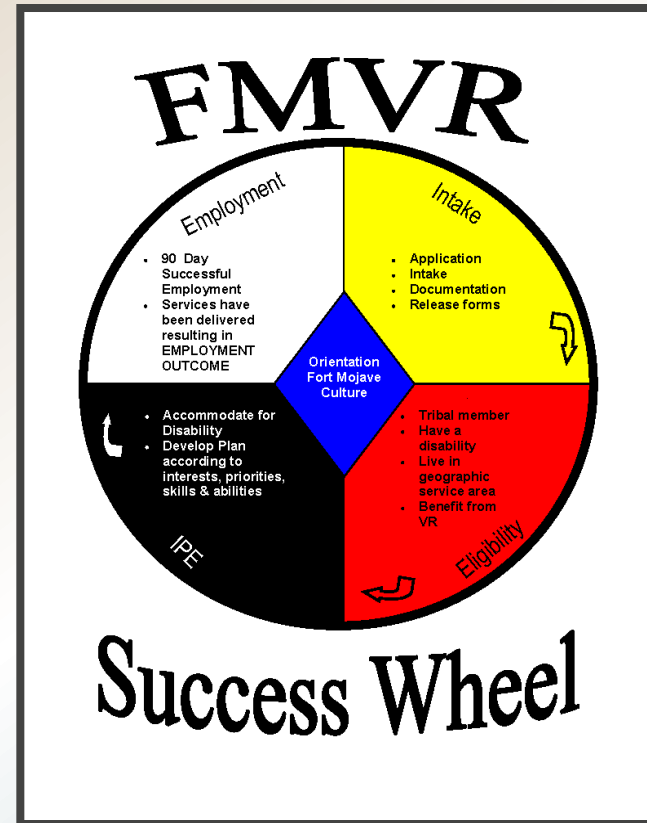 FMVR
Employment
• 90 Day
Successful
Employment
• Services have
been delivered
resulting in
EMPLOYMENT
OUTCOME
Intake
• Application
• Intake
• Documentation
• Release forms
Orientation
Fort Mojave
Culture
• Accommodate for
Disability
• Develop Plan
according to
interests, priorities,
skills & abilities
IPE
• Tribal member
• Have a
disability
• Live in
geographic
service area
• Benefit from
VR
Eligibility
Success Wheel